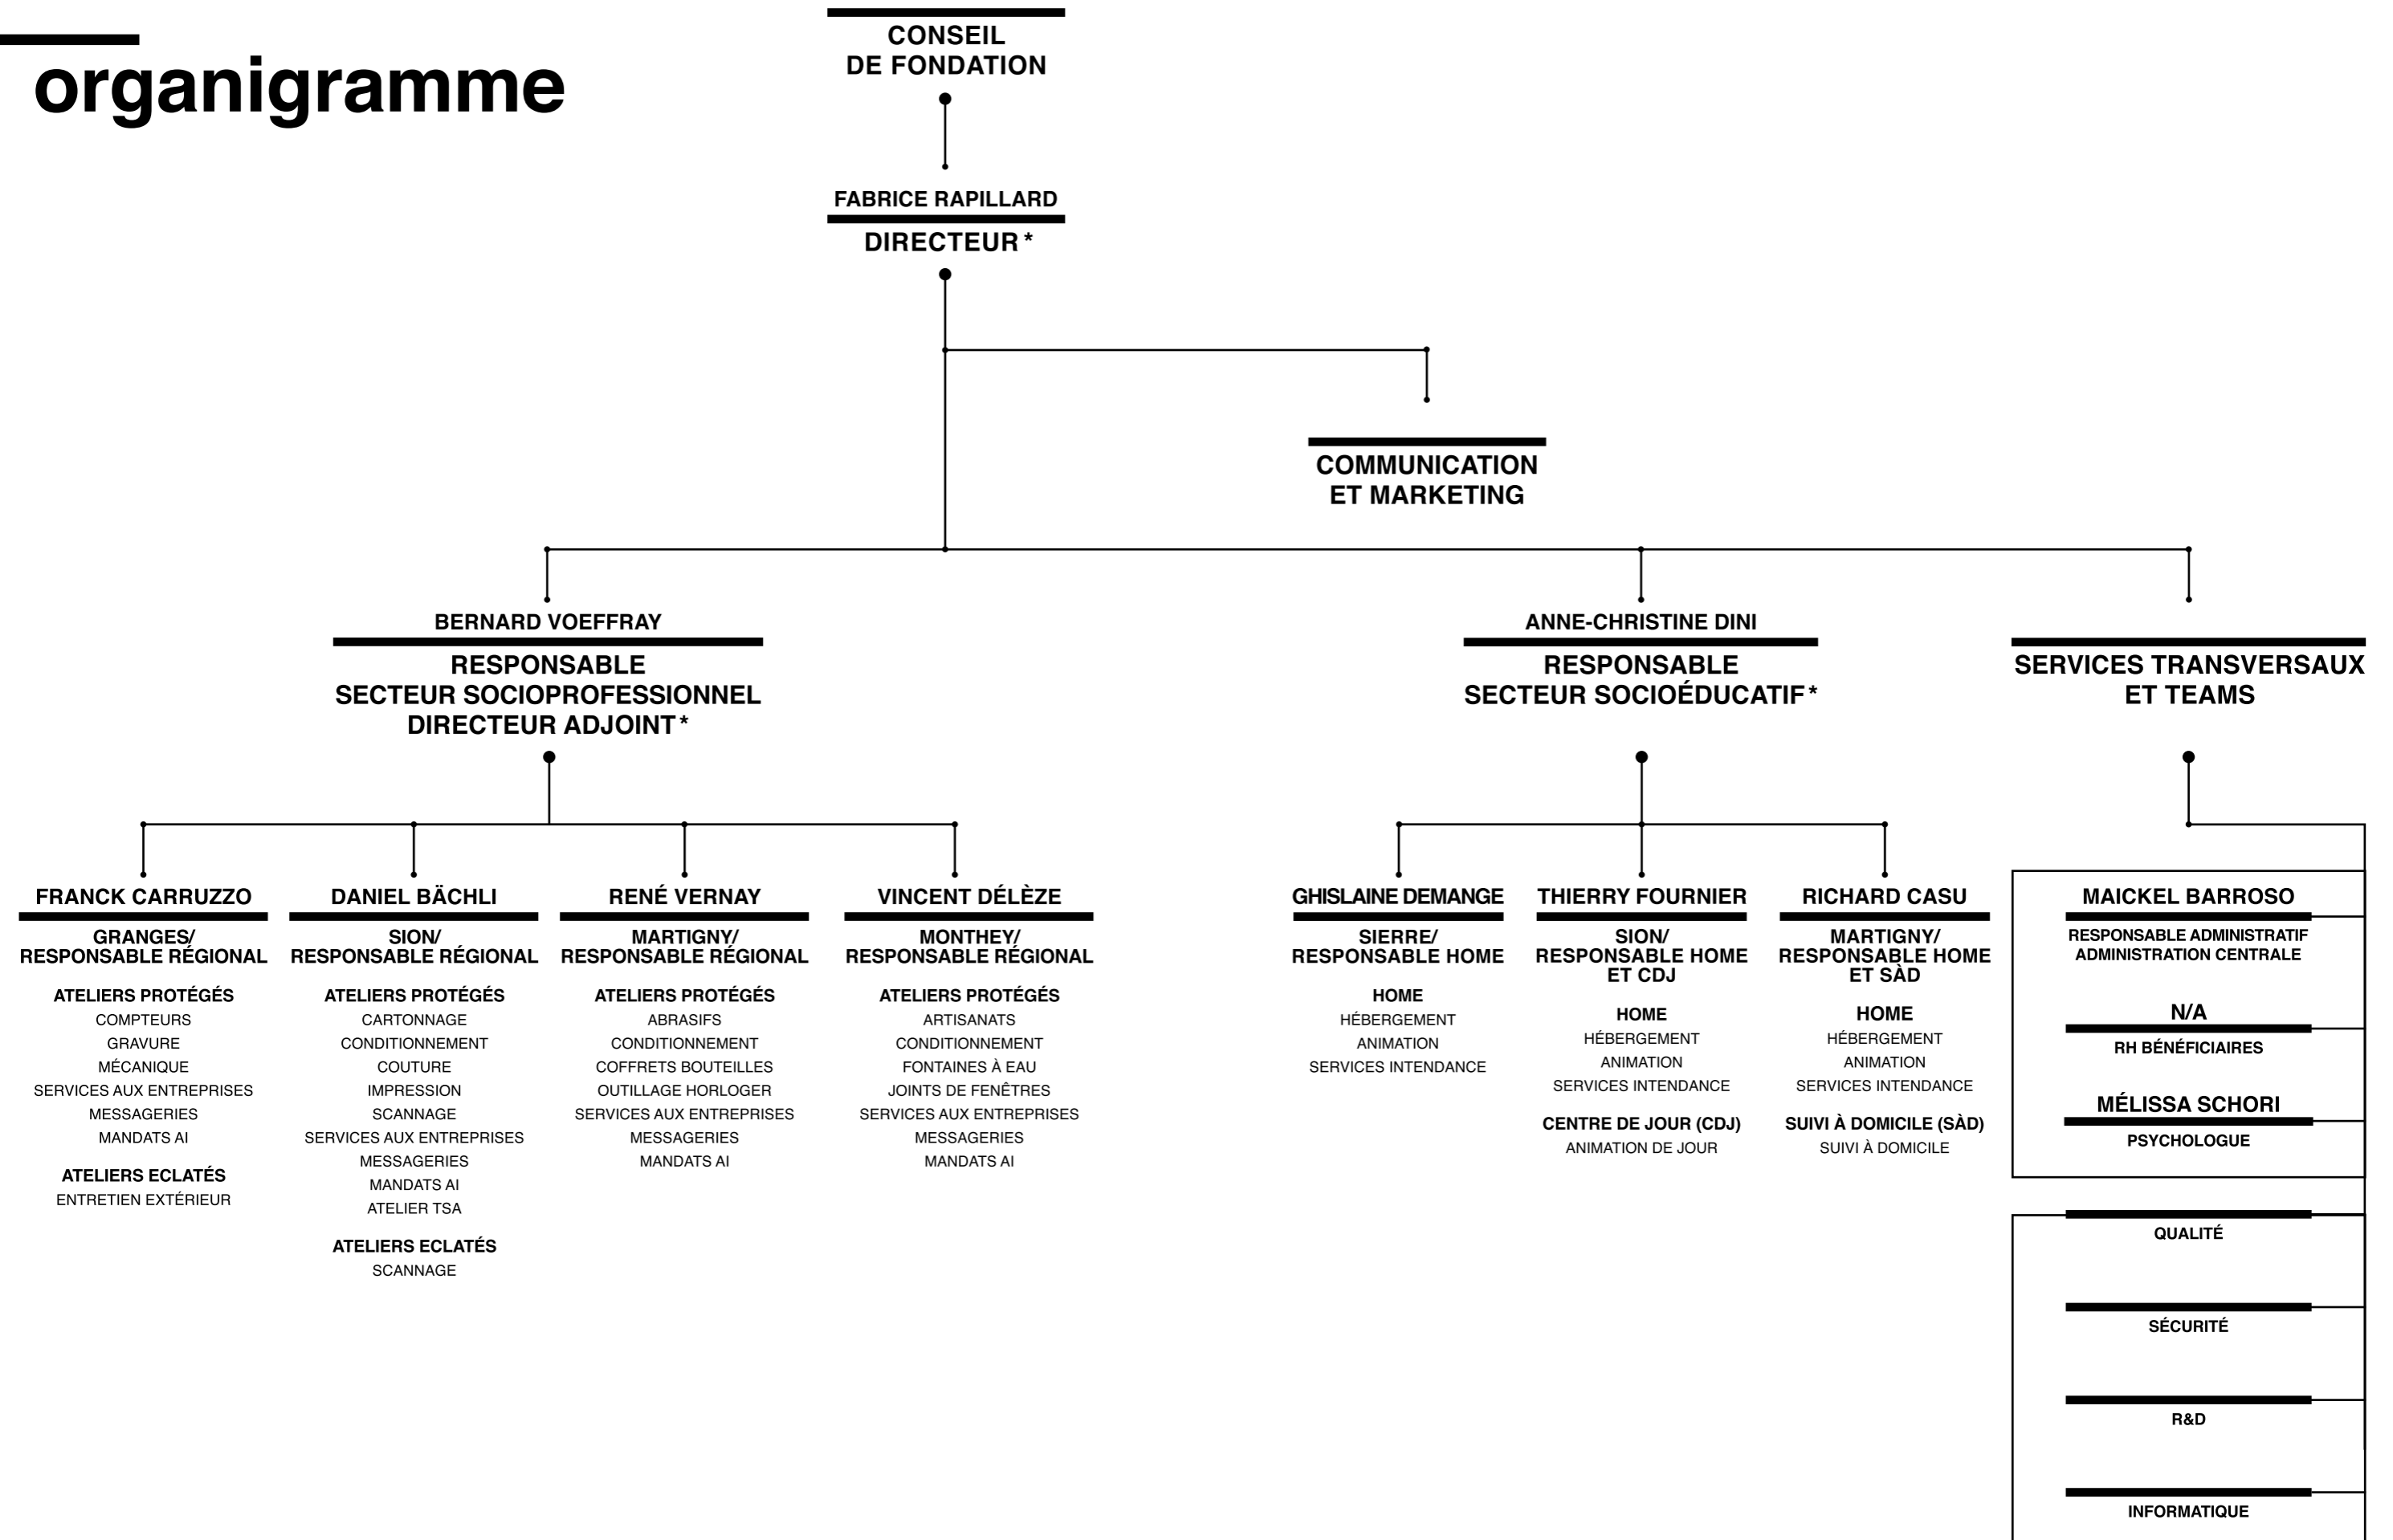 organigramme
CONSEIL
DE FONDATION
FABRICE RAPILLARD
DIRECTEUR *
COMMUNICATION
ET MARKETING
BERNARD VOEFFRAY
RESPONSABLE
SECTEUR SOCIOPROFESSIONNEL
DIRECTEUR ADJOINT *
ANNE-CHRISTINE DINI
RESPONSABLE
SECTEUR SOCIOÉDUCATIF *
SERVICES TRANSVERSAUX
ET TEAMS
FRANCK CARRUZZO
GRANGES/
RESPONSABLE RÉGIONAL
ATELIERS PROTÉGÉS
COMPTEURS
GRAVURE
MÉCANIQUE
SERVICES AUX ENTREPRISES
MESSAGERIES
MANDATS AI
ATELIERS ECLATÉS
ENTRETIEN EXTÉRIEUR
DANIEL BÄCHLI
SION/
RESPONSABLE RÉGIONAL
ATELIERS PROTÉGÉS
CARTONNAGE
CONDITIONNEMENT
COUTURE
IMPRESSION
SCANNAGE
SERVICES AUX ENTREPRISES
MESSAGERIES
MANDATS AI
ATELIER TSA
ATELIERS ECLATÉS
SCANNAGE
RENÉ VERNAY
MARTIGNY/
RESPONSABLE RÉGIONAL
ATELIERS PROTÉGÉS
ABRASIFS
CONDITIONNEMENT
COFFRETS BOUTEILLES
OUTILLAGE HORLOGER
SERVICES AUX ENTREPRISES
MESSAGERIES
MANDATS AI
VINCENT DÉLÈZE
MONTHEY/
RESPONSABLE RÉGIONAL
ATELIERS PROTÉGÉS
ARTISANATS
CONDITIONNEMENT
FONTAINES À EAU
JOINTS DE FENÊTRES
SERVICES AUX ENTREPRISES
MESSAGERIES
MANDATS AI
GHISLAINE DEMANGE
SIERRE/
RESPONSABLE HOME
HOME
HÉBERGEMENT
ANIMATION
SERVICES INTENDANCE
THIERRY FOURNIER
SION/
RESPONSABLE HOME
ET CDJ
HOME
HÉBERGEMENT
ANIMATION
SERVICES INTENDANCE
CENTRE DE JOUR (CDJ)
ANIMATION DE JOUR
RICHARD CASU
MARTIGNY/
RESPONSABLE HOME
ET SÀD
HOME
HÉBERGEMENT
ANIMATION
SERVICES INTENDANCE
SUIVI À DOMICILE (SÀD)
SUIVI À DOMICILE
MAICKEL BARROSO
RESPONSABLE ADMINISTRATIF
ADMINISTRATION CENTRALE
N/A
RH BÉNÉFICIAIRES
MÉLISSA SCHORI
PSYCHOLOGUE
QUALITÉ
SÉCURITÉ
R&D
INFORMATIQUE